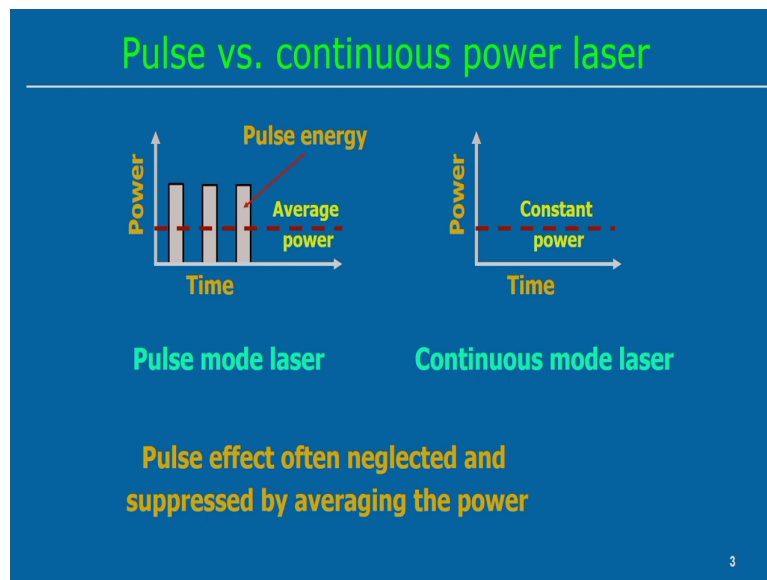 Pulse vs. continuous power laser
Pulse energy
Power
Average
power
Time
Power
Constant
power
Time
Pulse mode laser
Continuous mode laser
Pulse effect often neglected and
suppressed by averaging the power
3